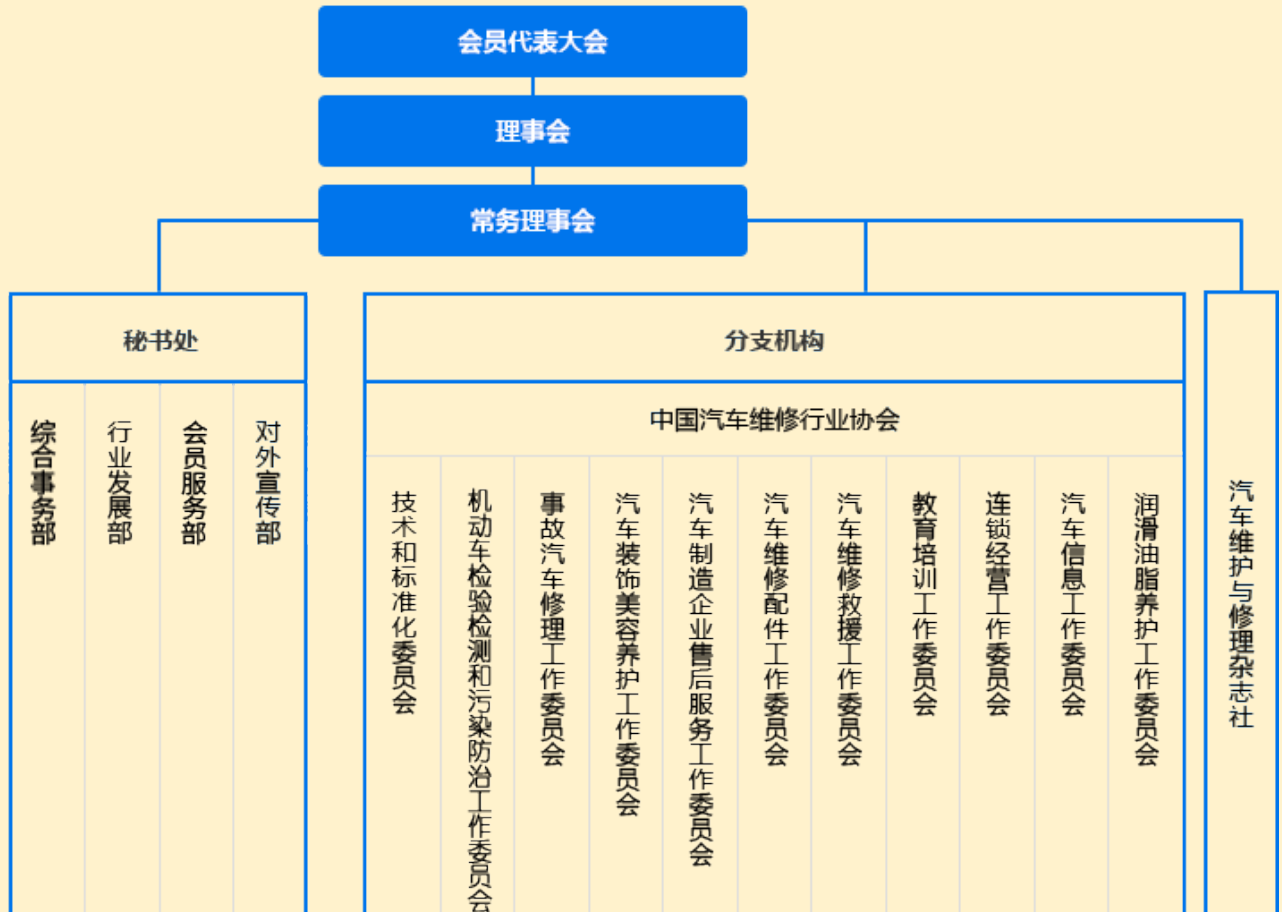 会员代表大会
理事会
常务理事会
秘书处
综合事务部
行业发展部
会员服务部
对外宣传部
分支机构
中国汽车维修行业协会
技术和标准化委员会
机动车检验检测和污染防治工作委员会
事故汽车修理工作委员会
汽车装饰美容养护工作委员会
汽车制造企业售后服务工作委员会
汽车维修配件工作委员会
汽车维修救援工作委员会
教育培训工作委员会
连锁经营工作委员会
汽车信息工作委员会
润滑油脂养护工作委员会
汽车维护与修理杂志社